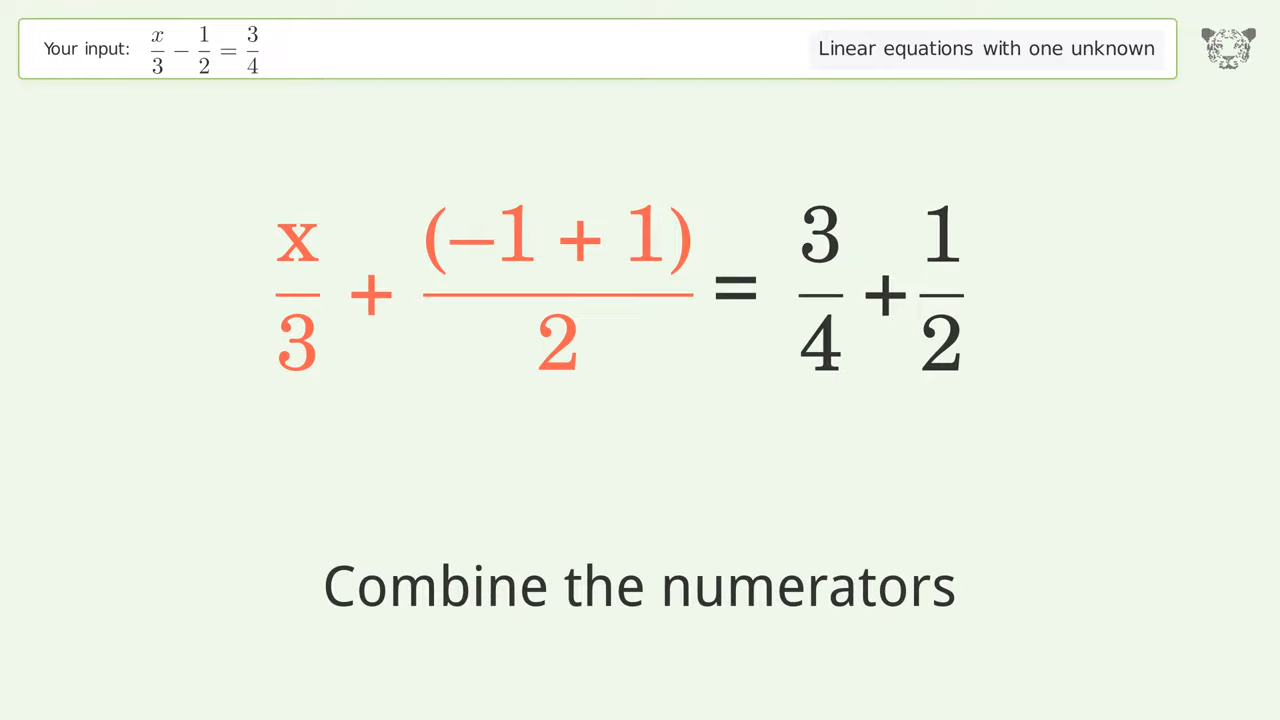 Your input: x/3 − 1/2 = 3/4
Linear equations with one unknown
x/3 + (−1 + 1)/2 = 3/4 + 1/2
Combine the numerators